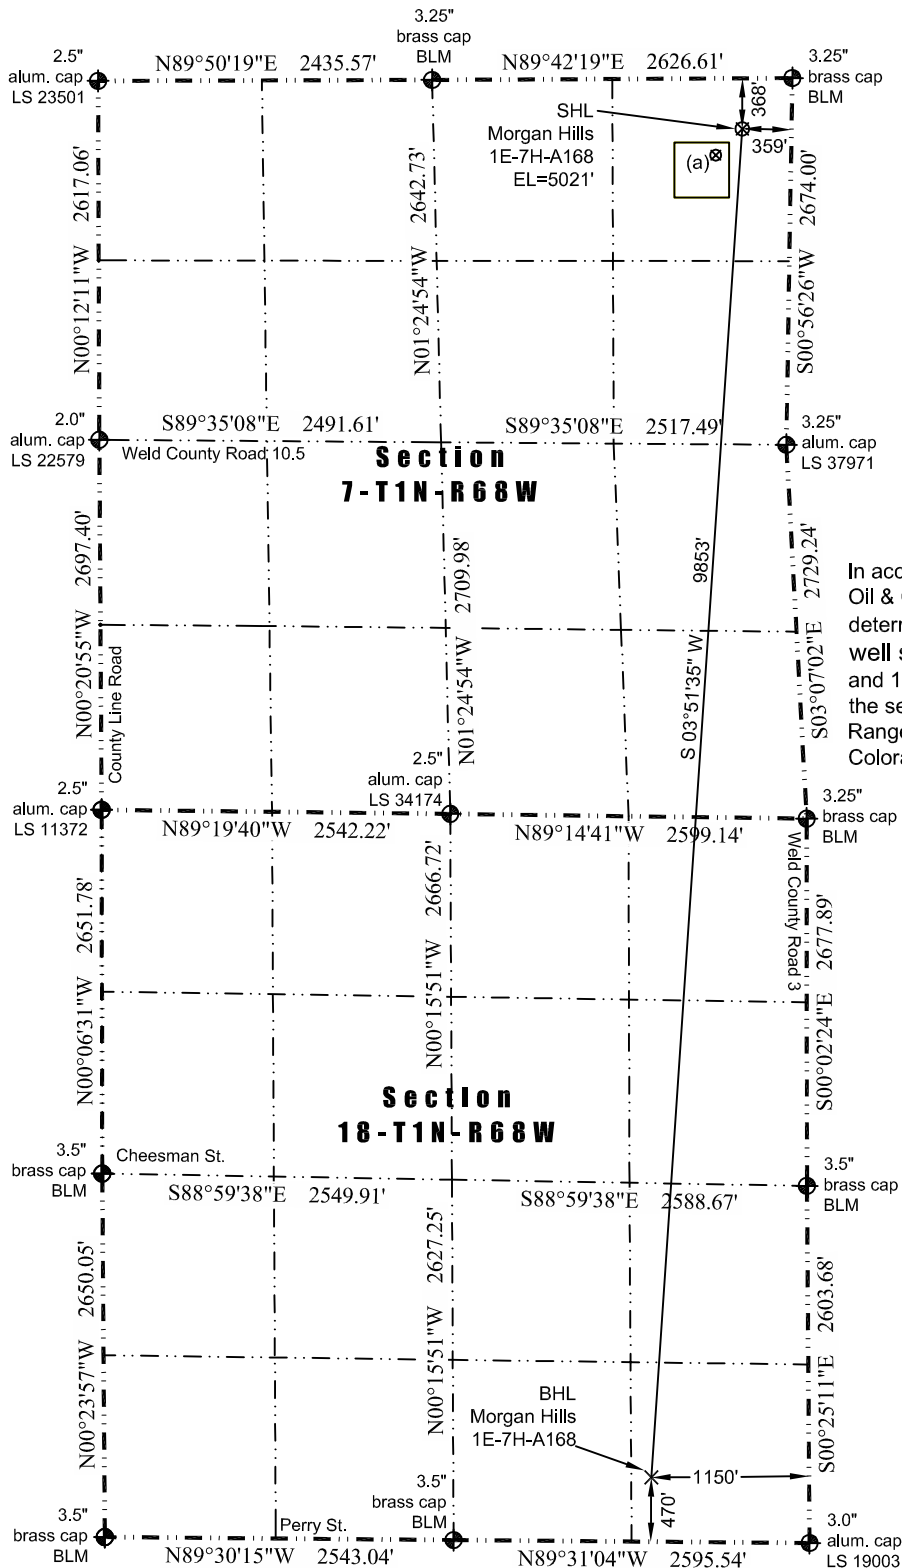 3.25"
brass cap
BLM
2.5"
alum. cap
LS 23501
N89°50'19"E 2435.57'
N89°42'19"E 2626.61'
3.25"
brass cap
BLM
368'
359'
SHL
Morgan Hills
1E-7H-A168
EL=5021'
(a)
N00°12'11"W 2617.06'
N01°24'54"W 2642.73'
S00°56'26"W 2674.00'
2.0"
alum. cap
LS 22579
S89°35'08"E 2491.61'
S89°35'08"E 2517.49'
3.25"
alum. cap
LS 37971
Weld County Road 10.5
Section
7-T1N-R68W
N00°20'55"W 2697.40'
County Line Road
N01°24'54"W 2709.98'
S 03°51'35" W 9853'
S03°07'02"E 2729.24'
In acc
Oil & 
determ
well s
and 1
the se
Range
Colora
2.5"
alum. cap
LS 11372
2.5"
alum. cap
LS 34174
N89°19'40"W 2542.22'
N89°14'41"W 2599.14'
3.25"
brass cap
BLM
Weld County Road 3
N00°06'31"W 2651.78'
N00°15'51"W 2666.72'
S00°02'24"E 2677.89'
Section
18-T1N-R68W
3.5"
brass cap
BLM
Cheesman St.
S88°59'38"E 2549.91'
S88°59'38"E 2588.67'
3.5"
brass cap
BLM
N00°23'57"W 2650.05'
N00°15'51"W 2627.25'
S00°25'11"E 2603.68'
BHL
Morgan Hills
1E-7H-A168
1150'
470'
3.5"
brass cap
BLM
Perry St.
3.5"
brass cap
BLM
N89°30'15"W 2543.04'
N89°31'04"W 2595.54'
3.0"
alum. cap
LS 19003